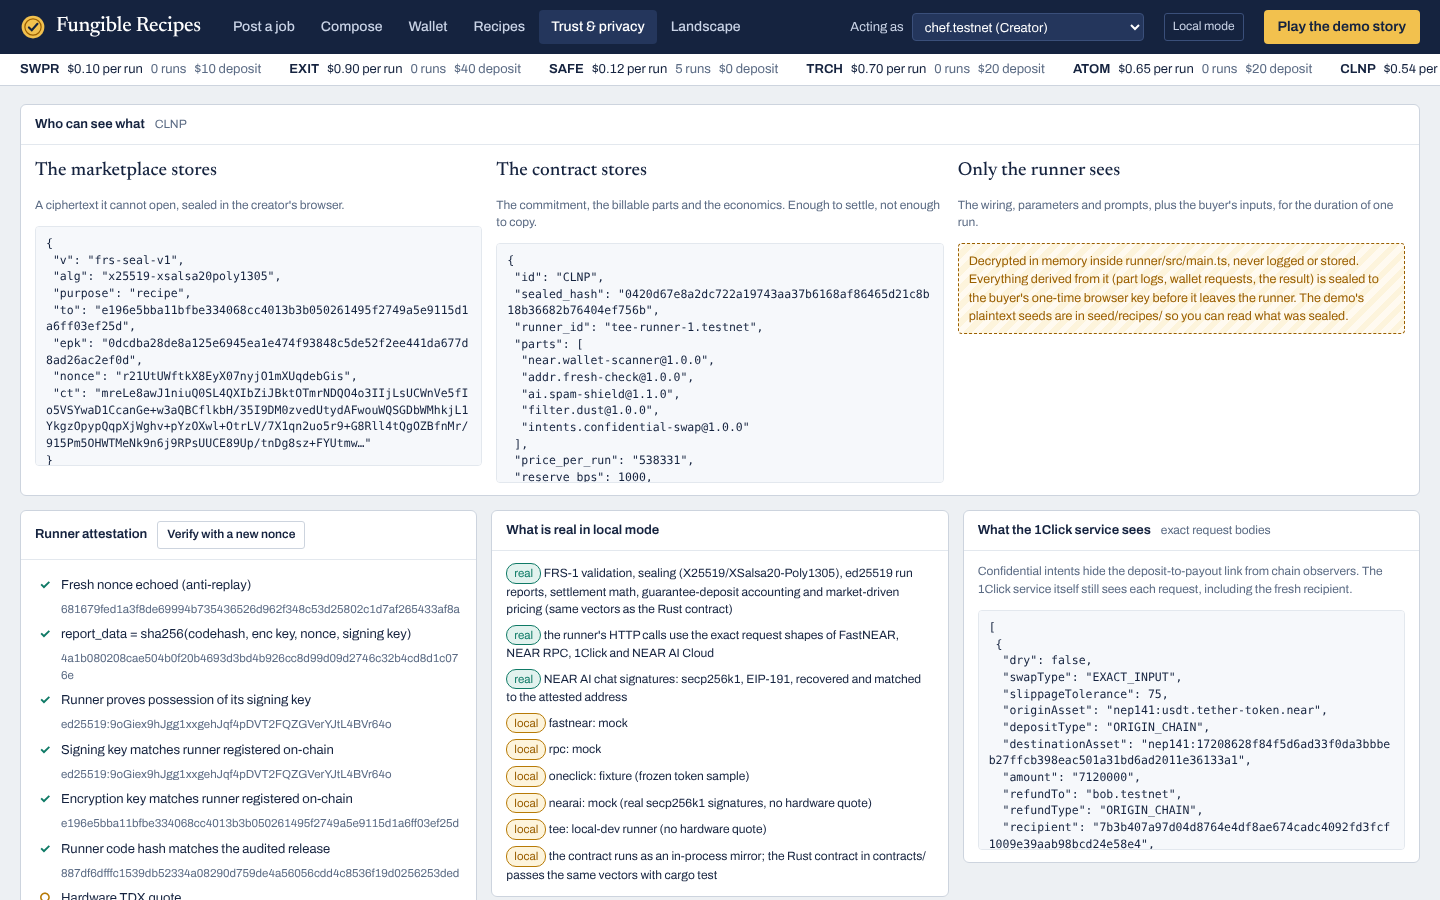 Fungible Recipes
Post a job
Compose
Wallet
Recipes
Trust & privacy
Landscape
Acting as
chef.testnet (Creator)
Local mode
Play the demo story
SWPR $0.10 per run 0 runs $10 deposit
EXIT $0.90 per run 0 runs $40 deposit
SAFE $0.12 per run 5 runs $0 deposit
TRCH $0.70 per run 0 runs $20 deposit
ATOM $0.65 per run 0 runs $20 deposit
CLNP $0.54 per
Who can see what CLNP
The marketplace stores
A ciphertext it cannot open, sealed in the creator's browser.
{
"v": "frs-seal-v1",
"alg": "x25519-xsalsa20poly1305",
"purpose": "recipe",
"to": "e196e5bba11bfbe334068cc4013b3b050261495f2749a5e9115d1
a6ff03ef25d",
"epk": "0dcdba28de8a125e6945ea1e474f93848c5de52f2ee441da677d
8ad26ac2ef0d",
"nonce": "r21UtUWftkX8EyX07nyjO1mXUqdebGis",
"ct": "mreLe8awJ1niuQ0SL4QXIbZiJBktOTmrNDQO4o3IIjLsUCWnVe5fI
o5VSYwaD1CcanGe+w3aQBCflkbH/35I9DM0zvedUtydAFwouWQSGDbWMhkjL1
YkgzOpypQqpXjWghv+pYzOXwl+OtrLV/7X1qn2uo5r9+G8Rll4tQgOZBfnMr/
915Pm5OHWTMeNk9n6j9RPsUUCE89Up/tnDg8sz+FYUtmw…"
}
The contract stores
The commitment, the billable parts and the economics. Enough to settle, not enough
to copy.
{
"id": "CLNP",
"sealed_hash": "0420d67e8a2dc722a19743aa37b6168af86465d21c8b
18b36682b76404ef756b",
"runner_id": "tee-runner-1.testnet",
"parts": [
"near.wallet-scanner@1.0.0",
"addr.fresh-check@1.0.0",
"ai.spam-shield@1.1.0",
"filter.dust@1.0.0",
"intents.confidential-swap@1.0.0"
],
"price_per_run": "538331",
"reserve_bps": 1000,
Only the runner sees
The wiring, parameters and prompts, plus the buyer's inputs, for the duration of one
run.
Decrypted in memory inside runner/src/main.ts, never logged or stored.
Everything derived from it (part logs, wallet requests, the result) is sealed to
the buyer's one-time browser key before it leaves the runner. The demo's
plaintext seeds are in seed/recipes/ so you can read what was sealed.
Runner attestation
Verify with a new nonce
Fresh nonce echoed (anti-replay)
681679fed1a3f8de69994b735436526d962f348c53d25802c1d7af265433af8a
report_data = sha256(codehash, enc key, nonce, signing key)
4a1b080208cae504b0f20b4693d3bd4b926cc8d99d09d2746c32b4cd8d1c07
6e
Runner proves possession of its signing key
ed25519:9oGiex9hJgg1xxgehJqf4pDVT2FQZGVerYJtL4BVr64o
Signing key matches runner registered on-chain
ed25519:9oGiex9hJgg1xxgehJqf4pDVT2FQZGVerYJtL4BVr64o
Encryption key matches runner registered on-chain
e196e5bba11bfbe334068cc4013b3b050261495f2749a5e9115d1a6ff03ef25d
Runner code hash matches the audited release
887df6dfffc1539db52334a08290d759de4a56056cdd4c8536f19d0256253ded
Hardware TDX quote
What is real in local mode
real FRS-1 validation, sealing (X25519/XSalsa20-Poly1305), ed25519 run
reports, settlement math, guarantee-deposit accounting and market-driven
pricing (same vectors as the Rust contract)
real the runner's HTTP calls use the exact request shapes of FastNEAR,
NEAR RPC, 1Click and NEAR AI Cloud
real NEAR AI chat signatures: secp256k1, EIP-191, recovered and matched
to the attested address
local fastnear: mock
local rpc: mock
local oneclick: fixture (frozen token sample)
local nearai: mock (real secp256k1 signatures, no hardware quote)
local tee: local-dev runner (no hardware quote)
local the contract runs as an in-process mirror; the Rust contract in contracts/
passes the same vectors with cargo test
What the 1Click service sees exact request bodies
Confidential intents hide the deposit-to-payout link from chain observers. The
1Click service itself still sees each request, including the fresh recipient.
[
{
"dry": false,
"swapType": "EXACT_INPUT",
"slippageTolerance": 75,
"originAsset": "nep141:usdt.tether-token.near",
"depositType": "ORIGIN_CHAIN",
"destinationAsset": "nep141:17208628f84f5d6ad33f0da3bbbe
b27ffcb398eac501a31bd6ad2011e36133a1",
"amount": "7120000",
"refundTo": "bob.testnet",
"refundType": "ORIGIN_CHAIN",
"recipient": "7b3b407a97d04d8764e4df8ae674cadc4092fd3fcf
1009e39aab98bcd24e58e4",